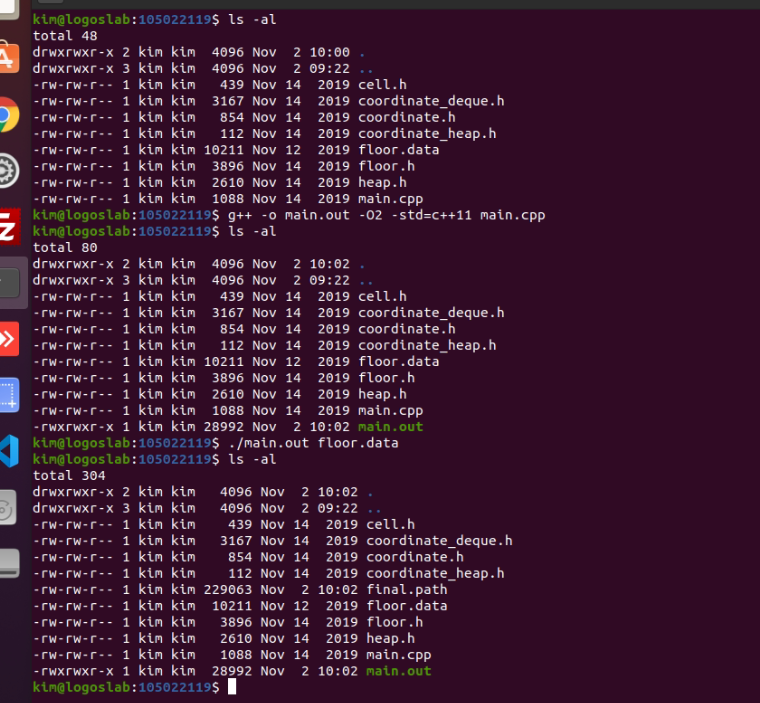 kim@logoslab:105022119$ ls -al
total 48
drwxrwxr-x 2 kim kim  4096 Nov  2 10:00 .
drwxrwxr-x 3 kim kim  4096 Nov  2 09:22 ..
-rw-rw-r-- 1 kim kim   439 Nov 14  2019 cell.h
-rw-rw-r-- 1 kim kim  3167 Nov 14  2019 coordinate_deque.h
-rw-rw-r-- 1 kim kim   854 Nov 14  2019 coordinate.h
-rw-rw-r-- 1 kim kim   112 Nov 14  2019 coordinate_heap.h
-rw-rw-r-- 1 kim kim 10211 Nov 12  2019 floor.data
-rw-rw-r-- 1 kim kim  3896 Nov 14  2019 floor.h
-rw-rw-r-- 1 kim kim  2610 Nov 14  2019 heap.h
-rw-rw-r-- 1 kim kim  1088 Nov 14  2019 main.cpp
kim@logoslab:105022119$ g++ -o main.out -O2 -std=c++11 main.cpp
kim@logoslab:105022119$ ls -al
total 80
drwxrwxr-x 2 kim kim  4096 Nov  2 10:02 .
drwxrwxr-x 3 kim kim  4096 Nov  2 09:22 ..
-rw-rw-r-- 1 kim kim   439 Nov 14  2019 cell.h
-rw-rw-r-- 1 kim kim  3167 Nov 14  2019 coordinate_deque.h
-rw-rw-r-- 1 kim kim   854 Nov 14  2019 coordinate.h
-rw-rw-r-- 1 kim kim   112 Nov 14  2019 coordinate_heap.h
-rw-rw-r-- 1 kim kim 10211 Nov 12  2019 floor.data
-rw-rw-r-- 1 kim kim  3896 Nov 14  2019 floor.h
-rw-rw-r-- 1 kim kim  2610 Nov 14  2019 heap.h
-rw-rw-r-- 1 kim kim  1088 Nov 14  2019 main.cpp
-rwxrwxr-x 1 kim kim 28992 Nov  2 10:02 main.out
kim@logoslab:105022119$ ./main.out floor.data
kim@logoslab:105022119$ ls -al
total 304
drwxrwxr-x 2 kim kim   4096 Nov  2 10:02 .
drwxrwxr-x 3 kim kim   4096 Nov  2 09:22 ..
-rw-rw-r-- 1 kim kim    439 Nov 14  2019 cell.h
-rw-rw-r-- 1 kim kim   3167 Nov 14  2019 coordinate_deque.h
-rw-rw-r-- 1 kim kim    854 Nov 14  2019 coordinate.h
-rw-rw-r-- 1 kim kim    112 Nov 14  2019 coordinate_heap.h
-rw-rw-r-- 1 kim kim 229063 Nov  2 10:02 final.path
-rw-rw-r-- 1 kim kim  10211 Nov 12  2019 floor.data
-rw-rw-r-- 1 kim kim   3896 Nov 14  2019 floor.h
-rw-rw-r-- 1 kim kim   2610 Nov 14  2019 heap.h
-rw-rw-r-- 1 kim kim   1088 Nov 14  2019 main.cpp
-rwxrwxr-x 1 kim kim  28992 Nov  2 10:02 main.out
kim@logoslab:105022119$